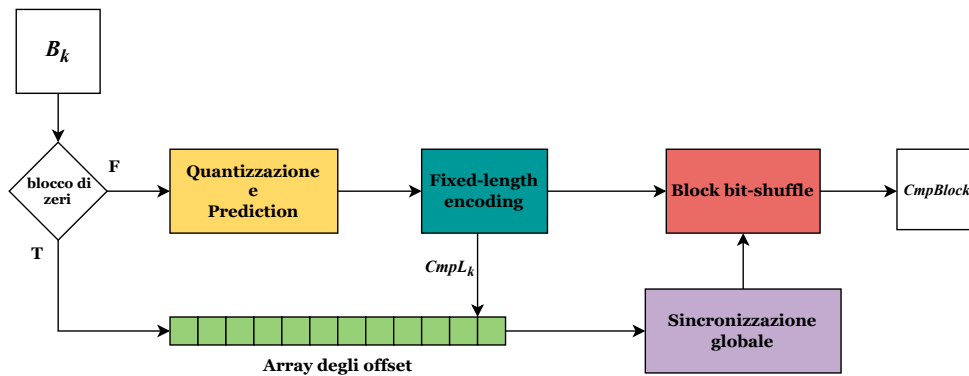 B_k
blocco di
zeri
F
T
Quantizzazione
e
Prediction
Fixed-length
encoding
CmpL_k
Block bit-shuffle
CmpBlock
Array degli offset
Sincronizzazione
globale